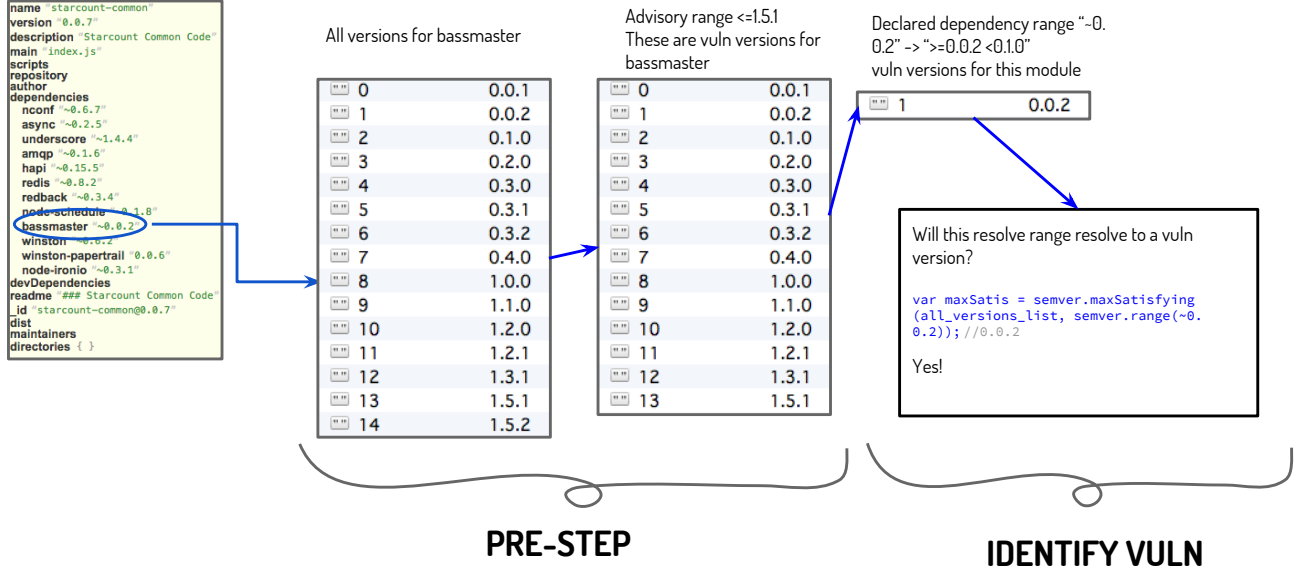 name "starcount-common"
version "0.0.7"
description "Starcount Common Code"
main "index.js"
scripts
repository
author
dependencies
nconf "~0.6.7"
async "~0.2.5"
underscore "~1.4.4"
amqp "~0.1.6"
hapi "~0.15.5"
redis "~0.8.2"
redback "~0.3.4"
node-schedule "~0.1.8"
bassmaster "~0.0.2"
winston "~0.6.2"
winston-papertrail "0.0.6"
node-ironio "~0.3.1"
devDependencies
readme "### Starcount Common Code"
_id "starcount-common@0.0.7"
dist
maintainers
directories { }
All versions for bassmaster
"" 0 0.0.1
"" 1 0.0.2
"" 2 0.1.0
"" 3 0.2.0
"" 4 0.3.0
"" 5 0.3.1
"" 6 0.3.2
"" 7 0.4.0
"" 8 1.0.0
"" 9 1.1.0
"" 10 1.2.0
"" 11 1.2.1
"" 12 1.3.1
"" 13 1.5.1
"" 14 1.5.2
Advisory range <=1.5.1
These are vuln versions for
bassmaster
"" 0 0.0.1
"" 1 0.0.2
"" 2 0.1.0
"" 3 0.2.0
"" 4 0.3.0
"" 5 0.3.1
"" 6 0.3.2
"" 7 0.4.0
"" 8 1.0.0
"" 9 1.1.0
"" 10 1.2.0
"" 11 1.2.1
"" 12 1.3.1
"" 13 1.5.1
Declared dependency range “~0.
0.2” -> “>=0.0.2 <0.1.0”
vuln versions for this module
"" 1 0.0.2
Will this resolve range resolve to a vuln
version?
var maxSatis = semver.maxSatisfying
(all_versions_list, semver.range(~0.
0.2)); //0.0.2
Yes!
PRE-STEP
IDENTIFY VULN